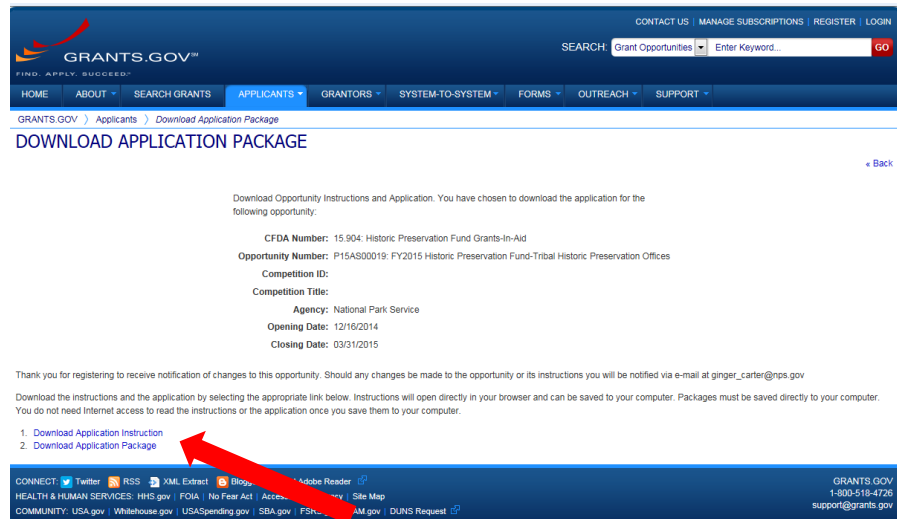 CONTACT US | MANAGE SUBSCRIPTIONS | REGISTER | LOGIN
GRANTS.GOV℠
SEARCH: Grant Opportunities Enter Keyword... GO
FIND. APPLY. SUCCEED.℠
HOME ABOUT SEARCH GRANTS APPLICANTS GRANTORS SYSTEM-TO-SYSTEM FORMS OUTREACH SUPPORT
GRANTS.GOV 〉 Applicants 〉 Download Application Package
DOWNLOAD APPLICATION PACKAGE
« Back
Download Opportunity Instructions and Application. You have chosen to download the application for the
following opportunity:
CFDA Number: 15.904: Historic Preservation Fund Grants-In-Aid
Opportunity Number: P15AS00019: FY2015 Historic Preservation Fund-Tribal Historic Preservation Offices
Competition ID:
Competition Title:
Agency: National Park Service
Opening Date: 12/16/2014
Closing Date: 03/31/2015
Thank you for registering to receive notification of changes to this opportunity. Should any changes be made to the opportunity or its instructions you will be notified via e-mail at ginger_carter@nps.gov
Download the instructions and the application by selecting the appropriate link below. Instructions will open directly in your browser and can be saved to your computer. Packages must be saved directly to your computer.
You do not need Internet access to read the instructions or the application once you save them to your computer.
1. Download Application Instruction
2. Download Application Package
CONNECT: Twitter RSS XML Extract Adobe Reader
GRANTS.GOV
HEALTH & HUMAN SERVICES: HHS.gov | FOIA | No Fear Act | Site Map
1-800-518-4726
COMMUNITY: USA.gov | Whitehouse.gov | USASpending.gov | SBA.gov | DUNS Request
support@grants.gov